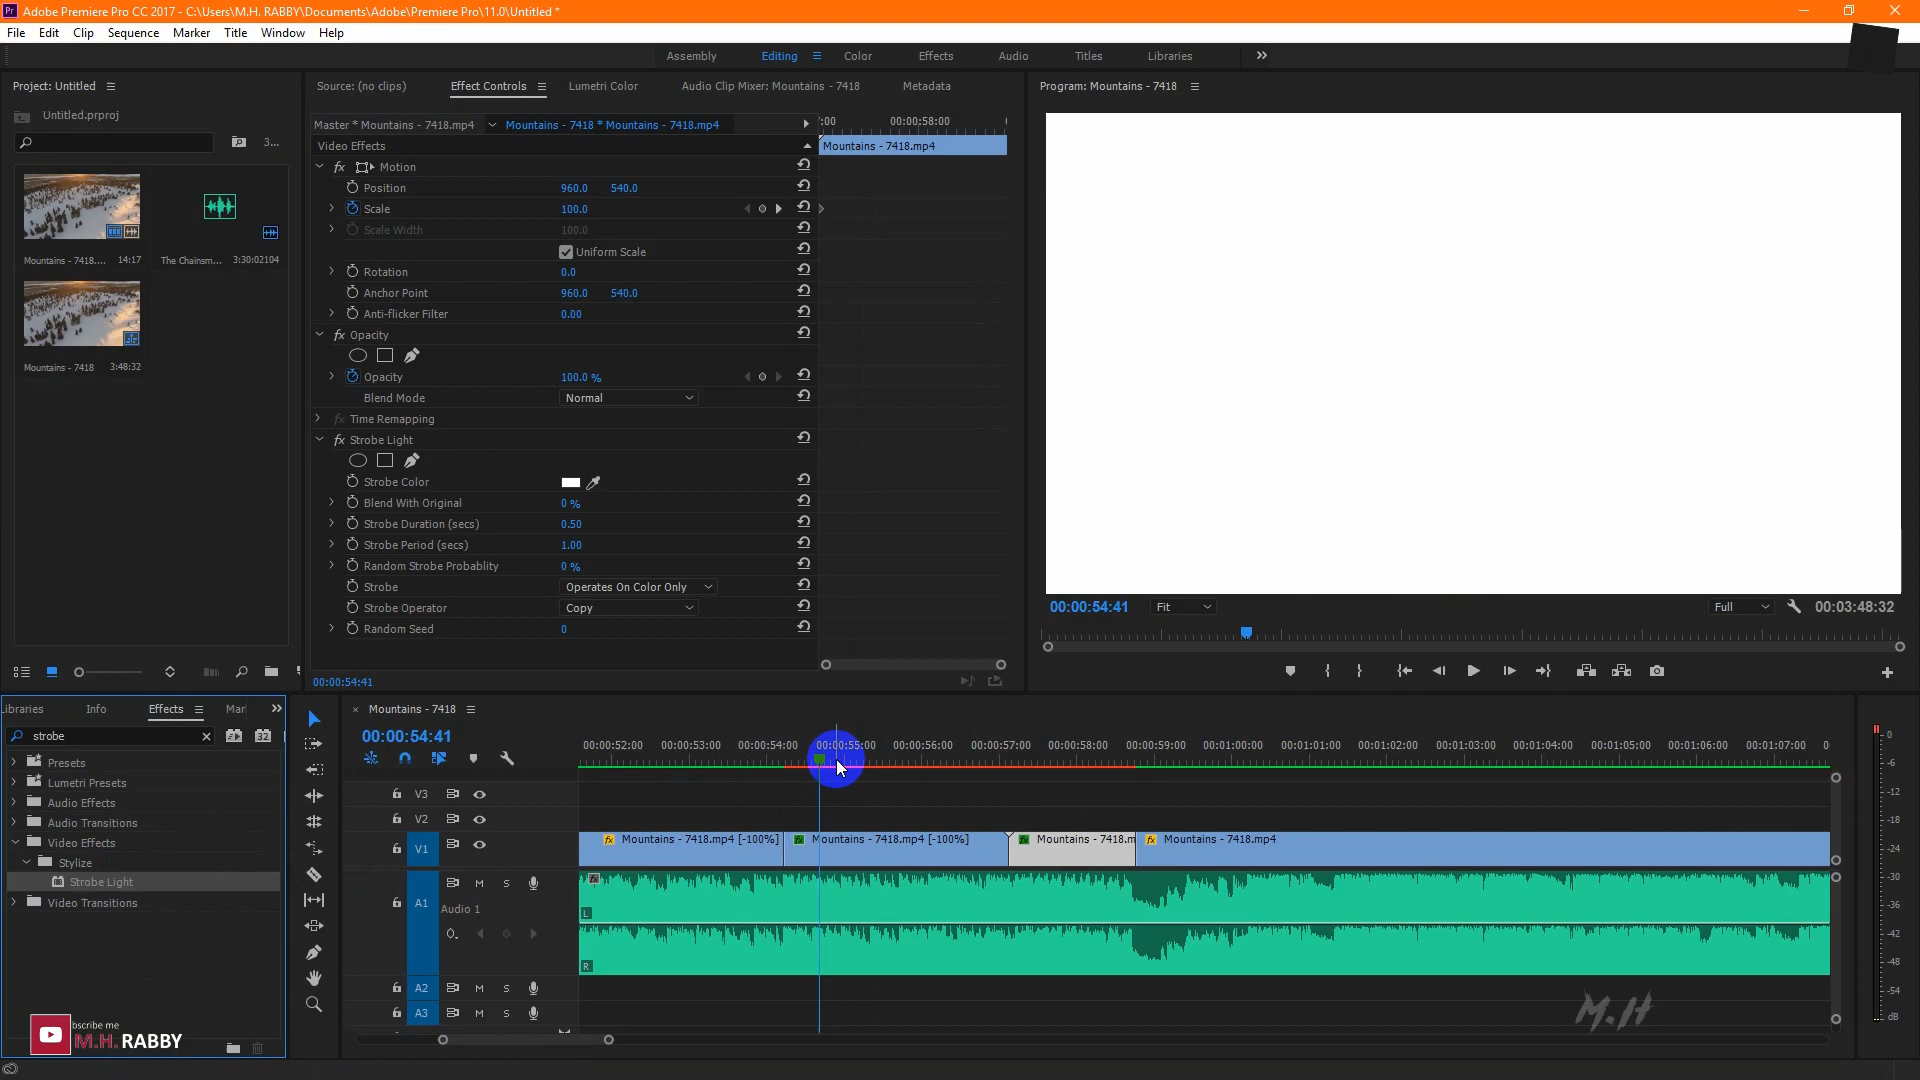 Pr Adobe Premiere Pro CC 2017 - C:\Users\M.H. RABBY\Documents\Adobe\Premiere Pro\11.0\Untitled *
File Edit Clip Sequence Marker Title Window Help
Assembly Editing Color Effects Audio Titles Libraries
Project: Untitled
Untitled.prproj
3...
Mountains - 7418.... 14:17
The Chainsm... 3:30:02104
Mountains - 7418 3:48:32
Source: (no clips) Effect Controls Lumetri Color Audio Clip Mixer: Mountains - 7418 Metadata
Master * Mountains - 7418.mp4 Mountains - 7418 * Mountains - 7418.mp4
:00 00:00:58:00
Video Effects
Mountains - 7418.mp4
fx Motion
Position 960.0 540.0
Scale 100.0
Scale Width 100.0
Uniform Scale
Rotation 0.0
Anchor Point 960.0 540.0
Anti-flicker Filter 0.00
fx Opacity
Opacity 100.0 %
Blend Mode Normal
fx Time Remapping
fx Strobe Light
Strobe Color
Blend With Original 0 %
Strobe Duration (secs) 0.50
Strobe Period (secs) 1.00
Random Strobe Probablity 0 %
Strobe Operates On Color Only
Strobe Operator Copy
Random Seed 0
00:00:54:41
Program: Mountains - 7418
00:00:54:41 Fit Full 00:03:48:32
ibraries Info Effects Mar
strobe
32
Presets
Lumetri Presets
Audio Effects
Audio Transitions
Video Effects
Stylize
Strobe Light
Video Transitions
bscribe me
M.H. RABBY
× Mountains - 7418
00:00:54:41
00:00:52:00 00:00:53:00 00:00:54:00 00:00:55:00 00:00:56:00 00:00:57:00 00:00:58:00 00:00:59:00 00:01:00:00 00:01:01:00 00:01:02:00 00:01:03:00 00:01:04:00 00:01:05:00 00:01:06:00 00:01:07:00 0
V3
V2
V1
fx Mountains - 7418.mp4 [-100%] fx Mountains - 7418.mp4 [-100%] fx Mountains - 7418.m fx Mountains - 7418.mp4
A1 M S
Audio 1
L
R
A2 M S
A3 M S
M.H
0
-6
-12
-18
-24
-30
-36
-42
-48
-54
dB